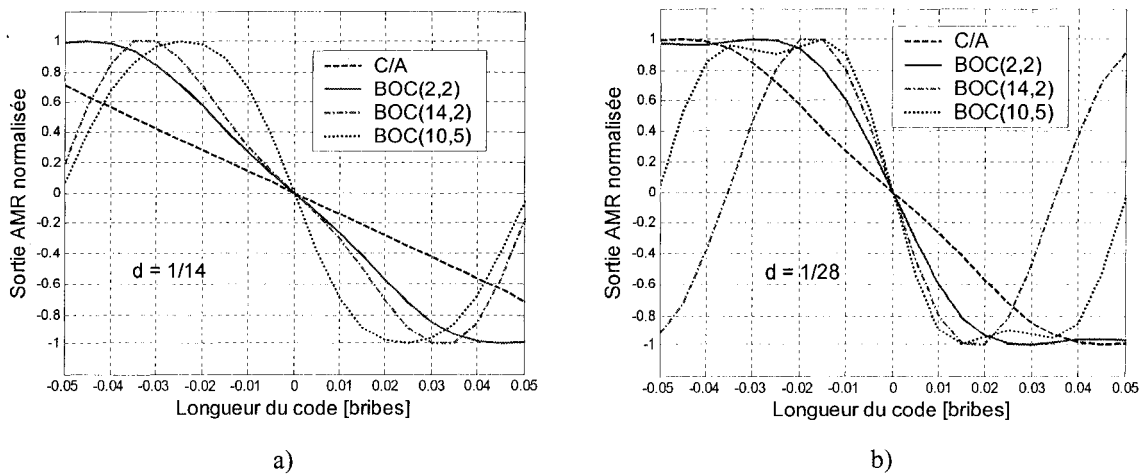 Sortie AMR normalisée
1
0.8
0.6
0.4
0.2
0
-0.2
-0.4
-0.6
-0.8
-1
C/A
BOC(2,2)
BOC(14,2)
BOC(10,5)
d = 1/14
-0.05 -0.04 -0.03 -0.02 -0.01 0 0.01 0.02 0.03 0.04 0.05
Longueur du code [bribes]
a)
Sortie AMR normalisée
1
0.8
0.6
0.4
0.2
0
-0.2
-0.4
-0.6
-0.8
-1
C/A
BOC(2,2)
BOC(14,2)
BOC(10,5)
d = 1/28
-0.05 -0.04 -0.03 -0.02 -0.01 0 0.01 0.02 0.03 0.04 0.05
Longueur du code [bribes]
b)